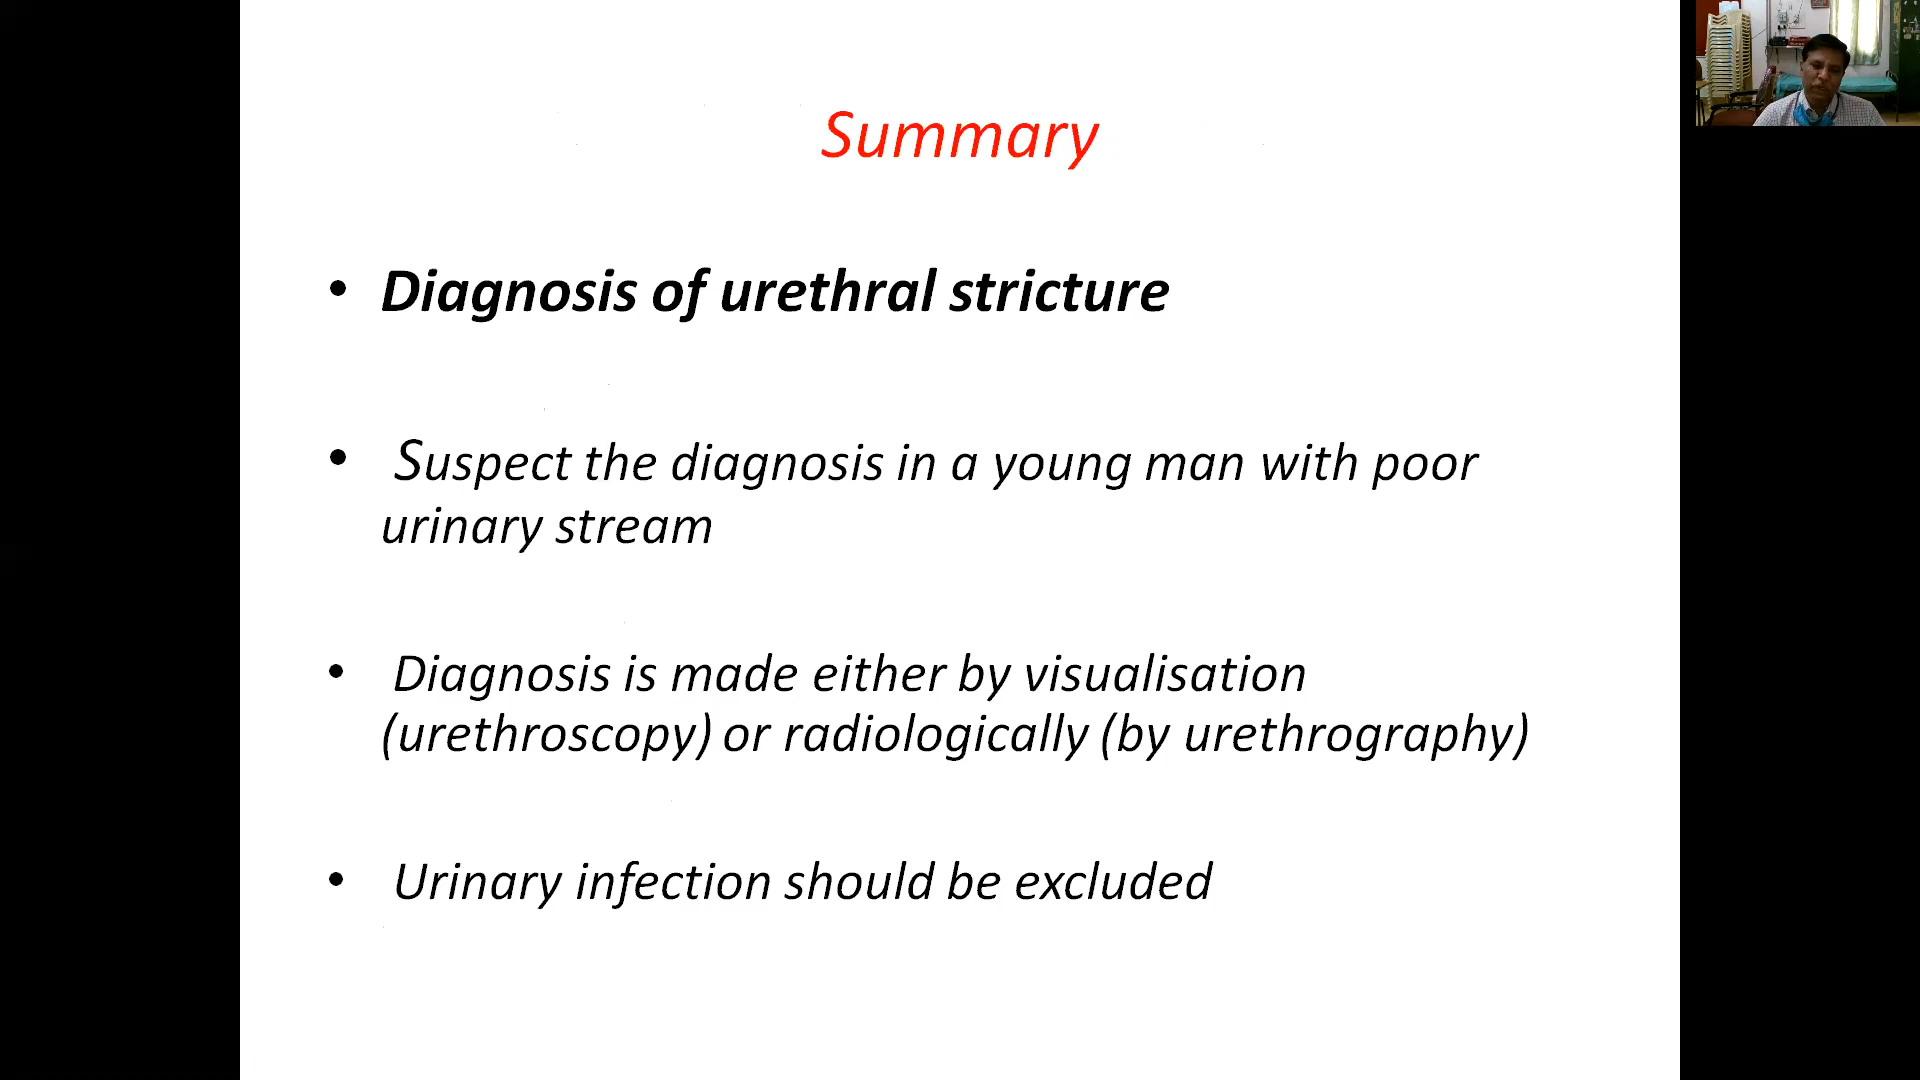 Summary
• Diagnosis of urethral stricture
• Suspect the diagnosis in a young man with poor
urinary stream
• Diagnosis is made either by visualisation
(urethroscopy) or radiologically (by urethrography)
• Urinary infection should be excluded